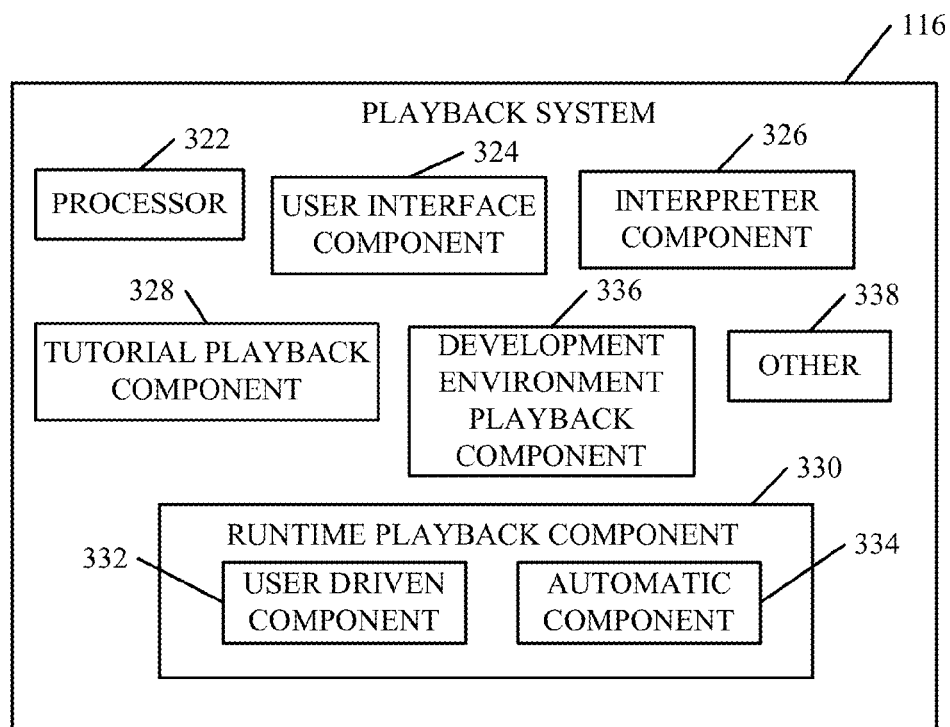 116
PLAYBACK SYSTEM
322
324
326
PROCESSOR
USER INTERFACE
COMPONENT
INTERPRETER
COMPONENT
328
336
338
TUTORIAL PLAYBACK
COMPONENT
DEVELOPMENT
ENVIRONMENT
PLAYBACK
COMPONENT
OTHER
330
RUNTIME PLAYBACK COMPONENT
332
334
USER DRIVEN
COMPONENT
AUTOMATIC
COMPONENT